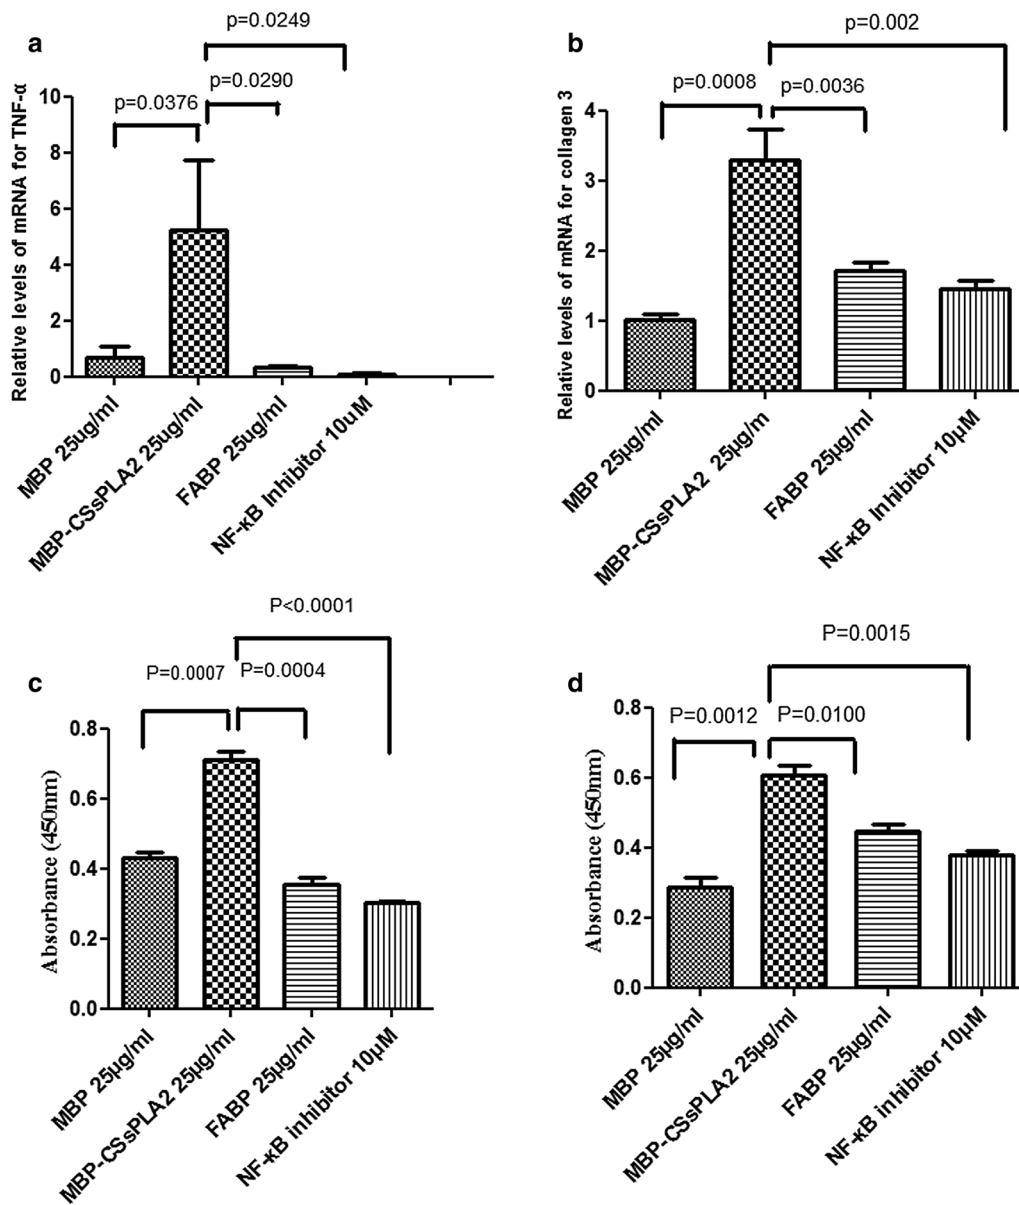 a
p=0.0249
p=0.0290
p=0.0376
Relative levels of mRNA for TNF-α
10
8
6
4
2
0
MBP 25μg/ml
MBP-CSsPLA2 25μg/ml
FABP 25μg/ml
NF-κB Inhibitor 10uM
b
p=0.002
p=0.0008
p=0.0036
Relative levels of mRNA for collagen 3
4
3
2
1
0
MBP 25μg/ml
MBP-CSsPLA2 25μg/m
FABP 25μg/ml
NF-κB Inhibitor 10μM
c
P<0.0001
P=0.0007
P=0.0004
Absorbance (450nm)
0.8
0.6
0.4
0.2
0.0
MBP 25μg/ml
MBP-CSsPLA2 25μg/ml
FABP 25μg/ml
NF-κB inhibitor 10μM
d
P=0.0015
P=0.0012
P=0.0100
Absorbance (450nm)
0.8
0.6
0.4
0.2
0.0
MBP 25μg/ml
MBP-CSsPLA2 25μg/ml
FABP 25μg/ml
NF-κB inhibitor 10μM